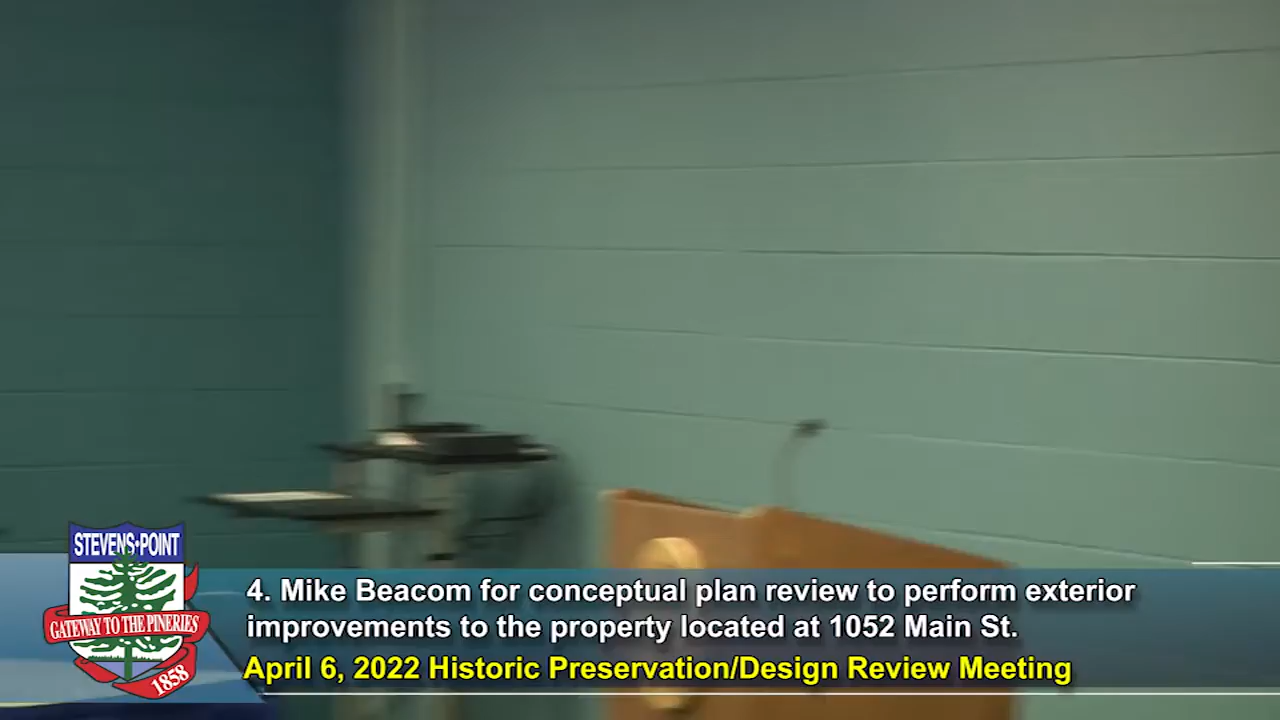 STEVENS•POINT
GATEWAY TO THE PINERIES
1858
4. Mike Beacom for conceptual plan review to perform exterior
improvements to the property located at 1052 Main St.
April 6, 2022 Historic Preservation/Design Review Meeting